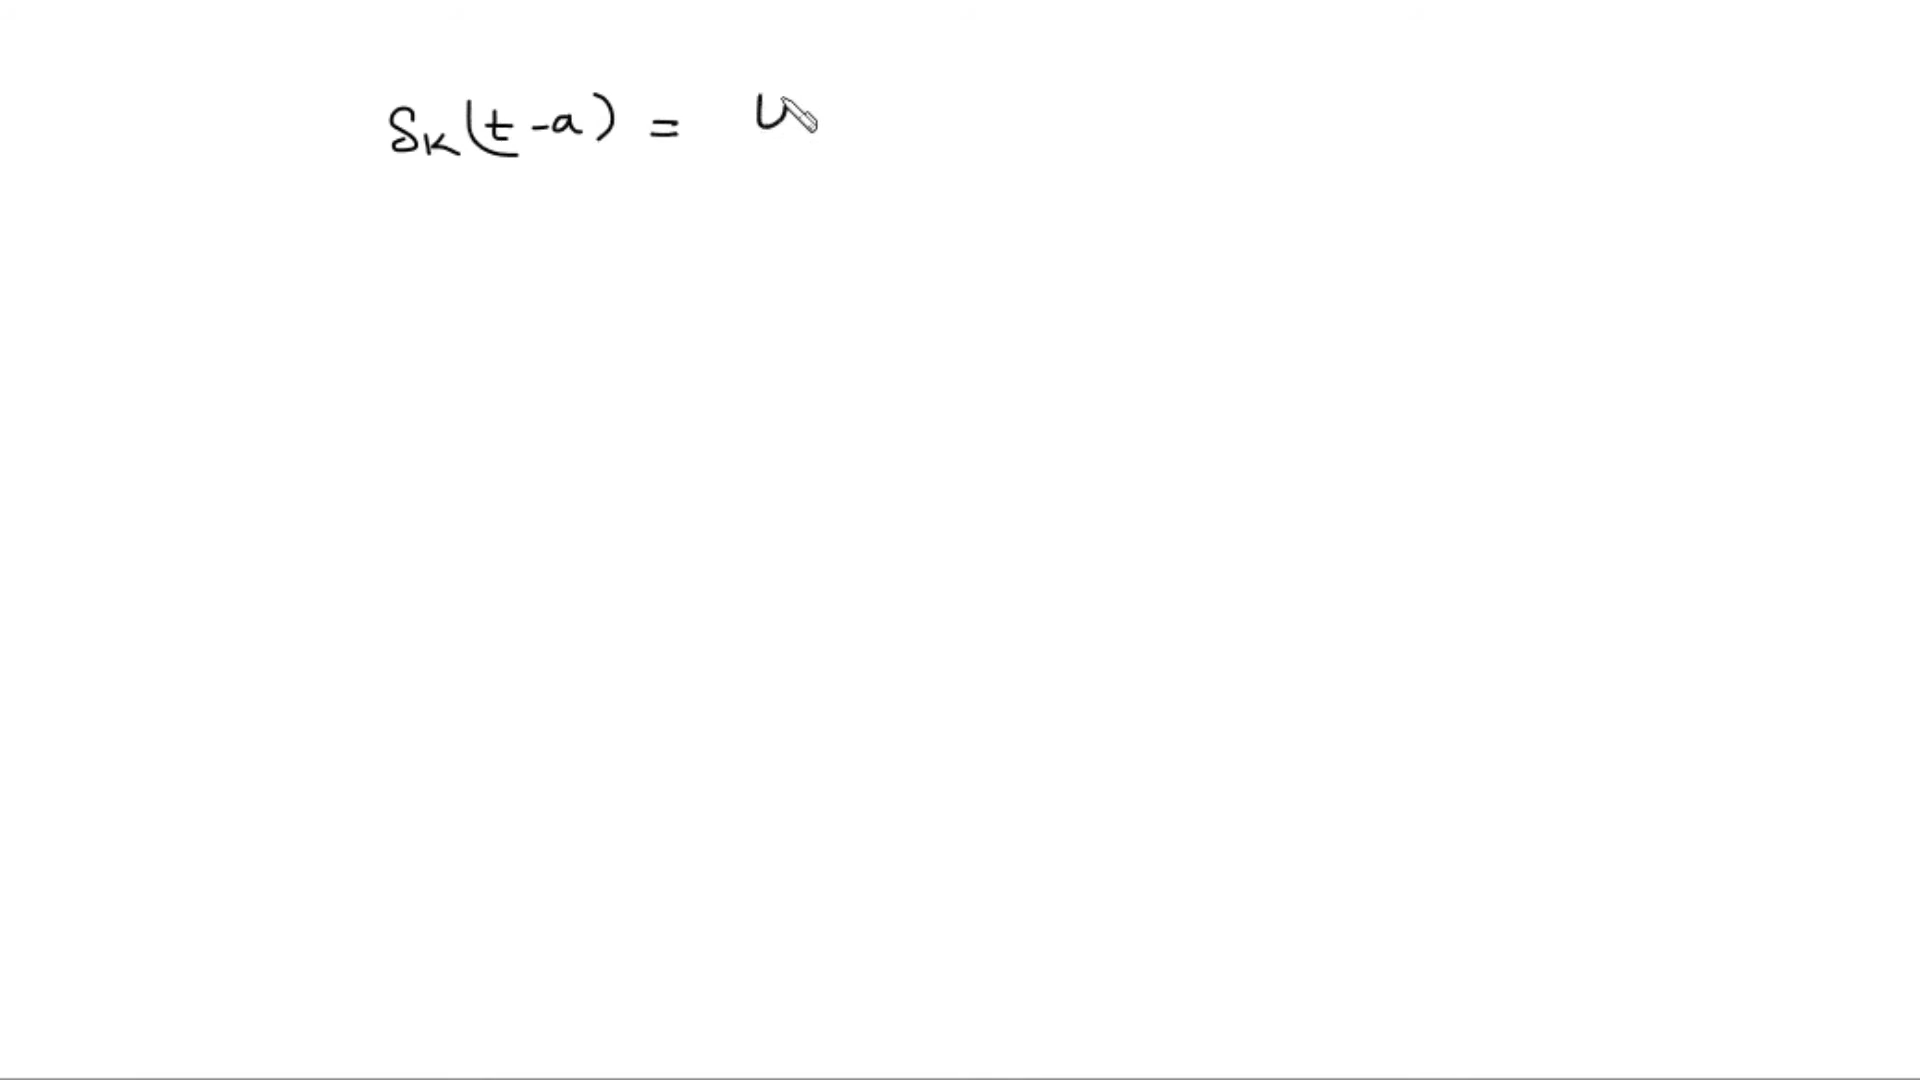 δₖ(t-a) = u